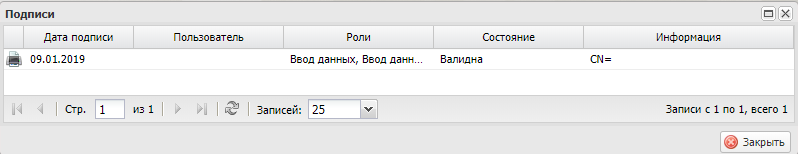 Подписи
Дата подписи Пользователь Роли Состояние Информация
09.01.2019 Ввод данных, Ввод данн... Валидна CN=
Стр. 1 из 1 Записей: 25 Записи с 1 по 1, всего 1
Закрыть